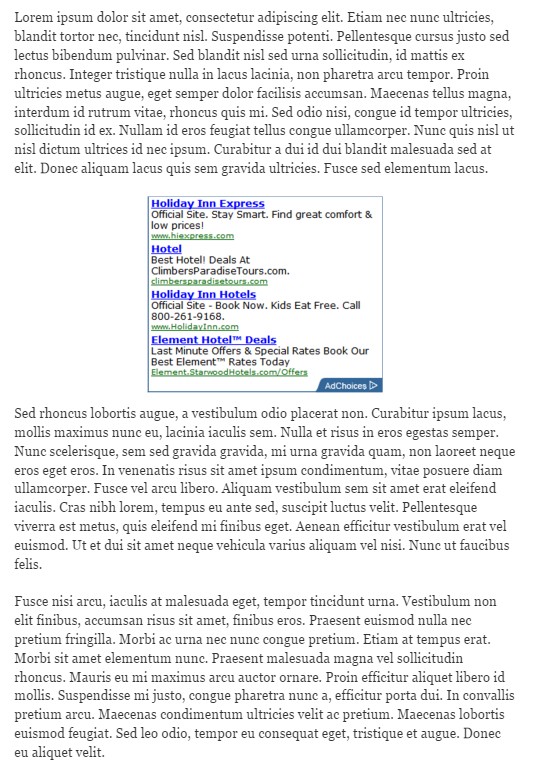 Lorem ipsum dolor sit amet, consectetur adipiscing elit. Etiam nec nunc ultricies,
blandit tortor nec, tincidunt nisl. Suspendisse potenti. Pellentesque cursus justo sed
lectus bibendum pulvinar. Sed blandit nisl sed urna sollicitudin, id mattis ex
rhoncus. Integer tristique nulla in lacus lacinia, non pharetra arcu tempor. Proin
ultricies metus augue, eget semper dolor facilisis accumsan. Maecenas tellus magna,
interdum id rutrum vitae, rhoncus quis mi. Sed odio nisi, congue id tempor ultricies,
sollicitudin id ex. Nullam id eros feugiat tellus congue ullamcorper. Nunc quis nisl ut
nisl dictum ultrices id nec ipsum. Curabitur a dui id dui blandit malesuada sed at
elit. Donec aliquam lacus quis sem gravida ultricies. Fusce sed elementum lacus.
Holiday Inn Express
Official Site. Stay Smart. Find great comfort &
low prices!
www.hiexpress.com
Hotel
Best Hotel! Deals At
ClimbersParadiseTours.com.
climbersparadisetours.com
Holiday Inn Hotels
Official Site - Book Now. Kids Eat Free. Call
800-261-9168.
www.HolidayInn.com
Element Hotel™ Deals
Last Minute Offers & Special Rates Book Our
Best Element™ Rates Today
Element.StarwoodHotels.com/Offers
AdChoices
Sed rhoncus lobortis augue, a vestibulum odio placerat non. Curabitur ipsum lacus,
mollis maximus nunc eu, lacinia iaculis sem. Nulla et risus in eros egestas semper.
Nunc scelerisque, sem sed gravida gravida, mi urna gravida quam, non laoreet neque
eros eget eros. In venenatis risus sit amet ipsum condimentum, vitae posuere diam
ullamcorper. Fusce vel arcu libero. Aliquam vestibulum sem sit amet erat eleifend
iaculis. Cras nibh lorem, tempus eu ante sed, suscipit luctus velit. Pellentesque
viverra est metus, quis eleifend mi finibus eget. Aenean efficitur vestibulum erat vel
euismod. Ut et dui sit amet neque vehicula varius aliquam vel nisi. Nunc ut faucibus
felis.
Fusce nisi arcu, iaculis at malesuada eget, tempor tincidunt urna. Vestibulum non
elit finibus, accumsan risus sit amet, finibus eros. Praesent euismod nulla nec
pretium fringilla. Morbi ac urna nec nunc congue pretium. Etiam at tempus erat.
Morbi sit amet elementum nunc. Praesent malesuada magna vel sollicitudin
rhoncus. Mauris eu mi maximus arcu auctor ornare. Proin efficitur aliquet libero id
mollis. Suspendisse mi justo, congue pharetra nunc a, efficitur porta dui. In convallis
pretium arcu. Maecenas condimentum ultricies velit ac pretium. Maecenas lobortis
euismod feugiat. Sed leo odio, tempor eu consequat eget, tristique et augue. Donec
eu aliquet velit.